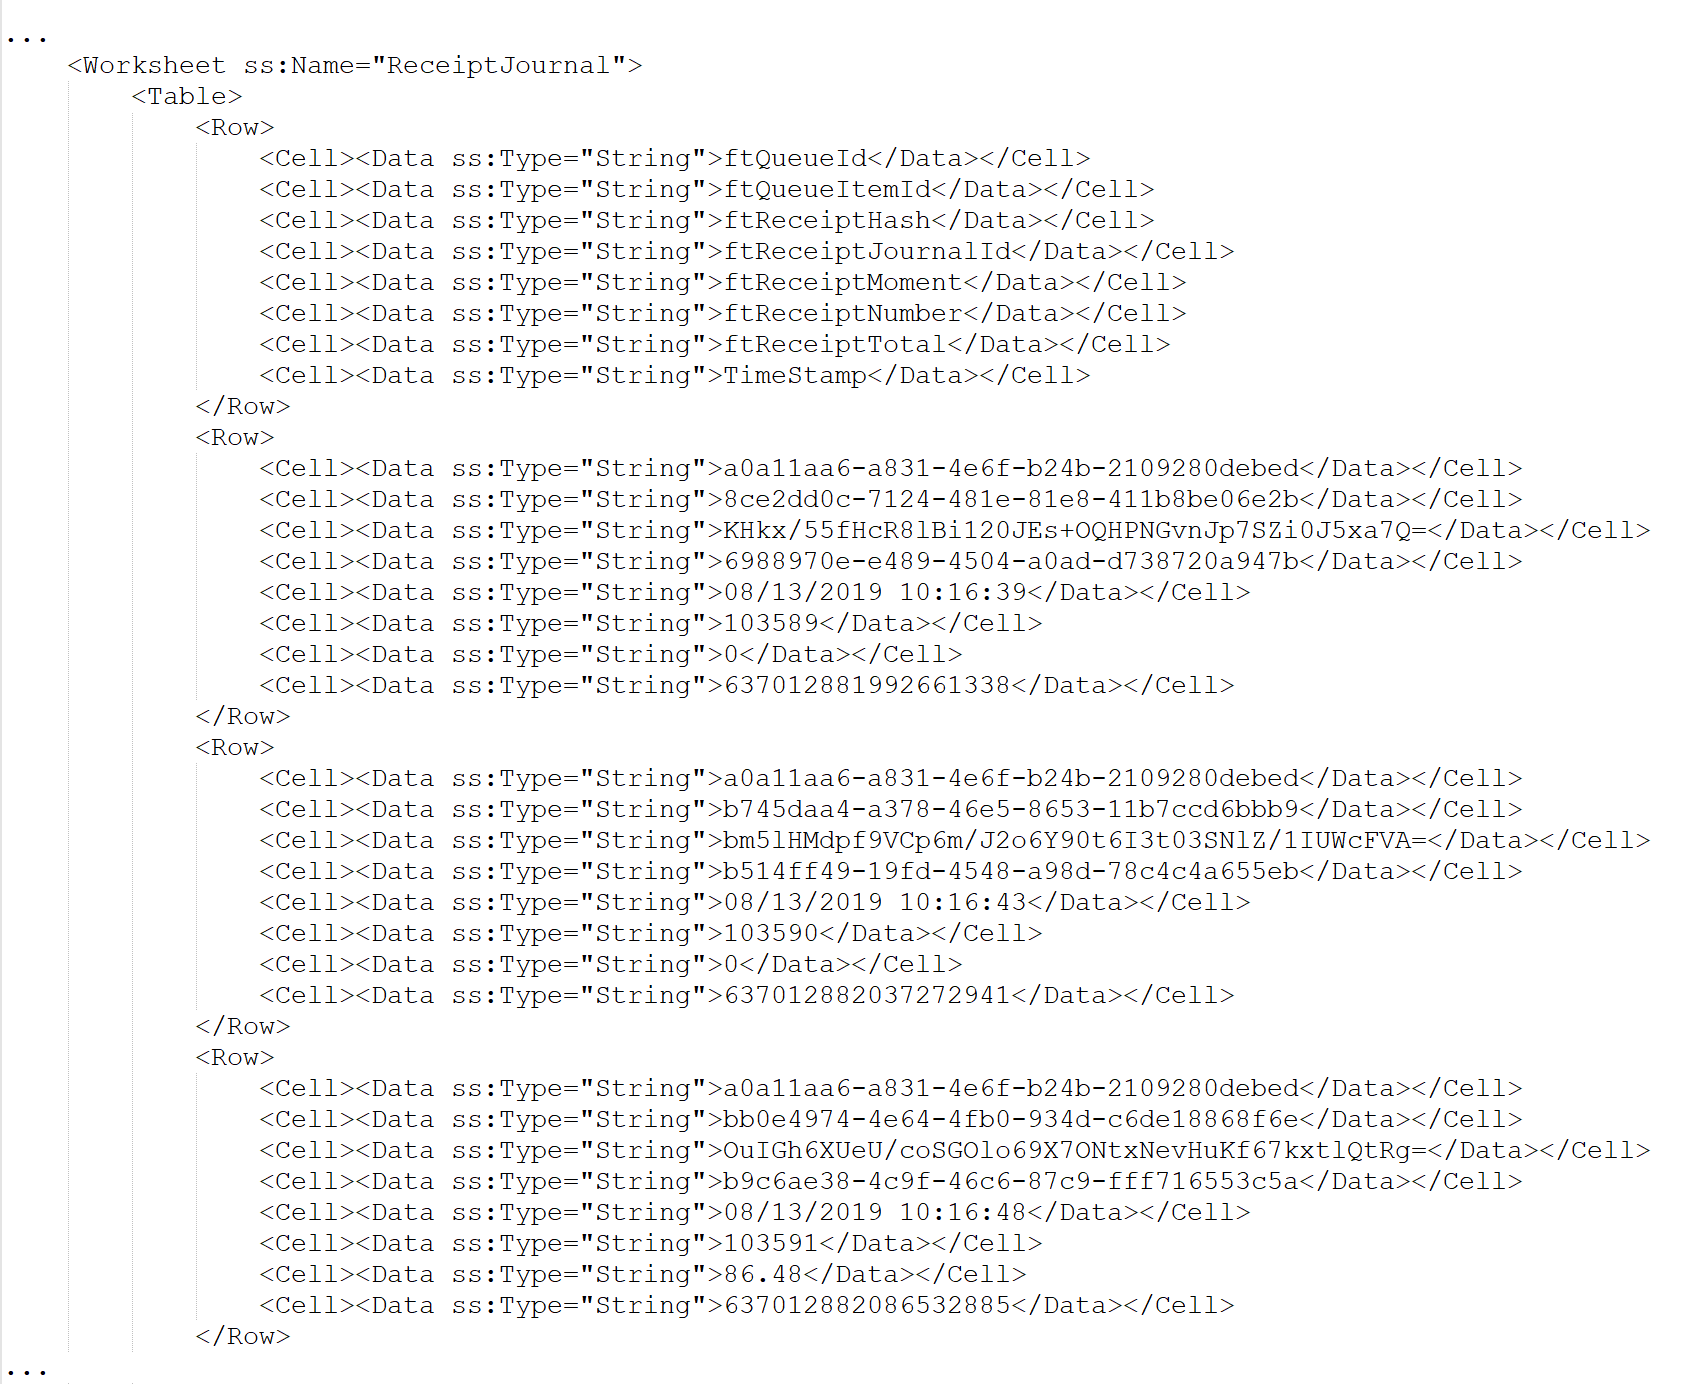 ...
<Worksheet ss:Name="ReceiptJournal">
<Table>
<Row>
<Cell><Data ss:Type="String">ftQueueId</Data></Cell>
<Cell><Data ss:Type="String">ftQueueItemId</Data></Cell>
<Cell><Data ss:Type="String">ftReceiptHash</Data></Cell>
<Cell><Data ss:Type="String">ftReceiptJournalId</Data></Cell>
<Cell><Data ss:Type="String">ftReceiptMoment</Data></Cell>
<Cell><Data ss:Type="String">ftReceiptNumber</Data></Cell>
<Cell><Data ss:Type="String">ftReceiptTotal</Data></Cell>
<Cell><Data ss:Type="String">TimeStamp</Data></Cell>
</Row>
<Row>
<Cell><Data ss:Type="String">a0a11aa6-a831-4e6f-b24b-2109280debed</Data></Cell>
<Cell><Data ss:Type="String">8ce2dd0c-7124-481e-81e8-411b8be06e2b</Data></Cell>
<Cell><Data ss:Type="String">KHkx/55fHcR8lBi120JEs+OQHPNGvnJp7SZi0J5xa7Q=</Data></Cell>
<Cell><Data ss:Type="String">6988970e-e489-4504-a0ad-d738720a947b</Data></Cell>
<Cell><Data ss:Type="String">08/13/2019 10:16:39</Data></Cell>
<Cell><Data ss:Type="String">103589</Data></Cell>
<Cell><Data ss:Type="String">0</Data></Cell>
<Cell><Data ss:Type="String">637012881992661338</Data></Cell>
</Row>
<Row>
<Cell><Data ss:Type="String">a0a11aa6-a831-4e6f-b24b-2109280debed</Data></Cell>
<Cell><Data ss:Type="String">b745daa4-a378-46e5-8653-11b7ccd6bbb9</Data></Cell>
<Cell><Data ss:Type="String">bm5lHMdpf9VCp6m/J2o6Y90t6I3t03SNlZ/1IUWcFVA=</Data></Cell>
<Cell><Data ss:Type="String">b514ff49-19fd-4548-a98d-78c4c4a655eb</Data></Cell>
<Cell><Data ss:Type="String">08/13/2019 10:16:43</Data></Cell>
<Cell><Data ss:Type="String">103590</Data></Cell>
<Cell><Data ss:Type="String">0</Data></Cell>
<Cell><Data ss:Type="String">637012882037272941</Data></Cell>
</Row>
<Row>
<Cell><Data ss:Type="String">a0a11aa6-a831-4e6f-b24b-2109280debed</Data></Cell>
<Cell><Data ss:Type="String">bb0e4974-4e64-4fb0-934d-c6de18868f6e</Data></Cell>
<Cell><Data ss:Type="String">OuIGh6XUeU/coSGOlo69X7ONtxNevHuKf67kxtlQtRg=</Data></Cell>
<Cell><Data ss:Type="String">b9c6ae38-4c9f-46c6-87c9-fff716553c5a</Data></Cell>
<Cell><Data ss:Type="String">08/13/2019 10:16:48</Data></Cell>
<Cell><Data ss:Type="String">103591</Data></Cell>
<Cell><Data ss:Type="String">86.48</Data></Cell>
<Cell><Data ss:Type="String">637012882086532885</Data></Cell>
</Row>
...